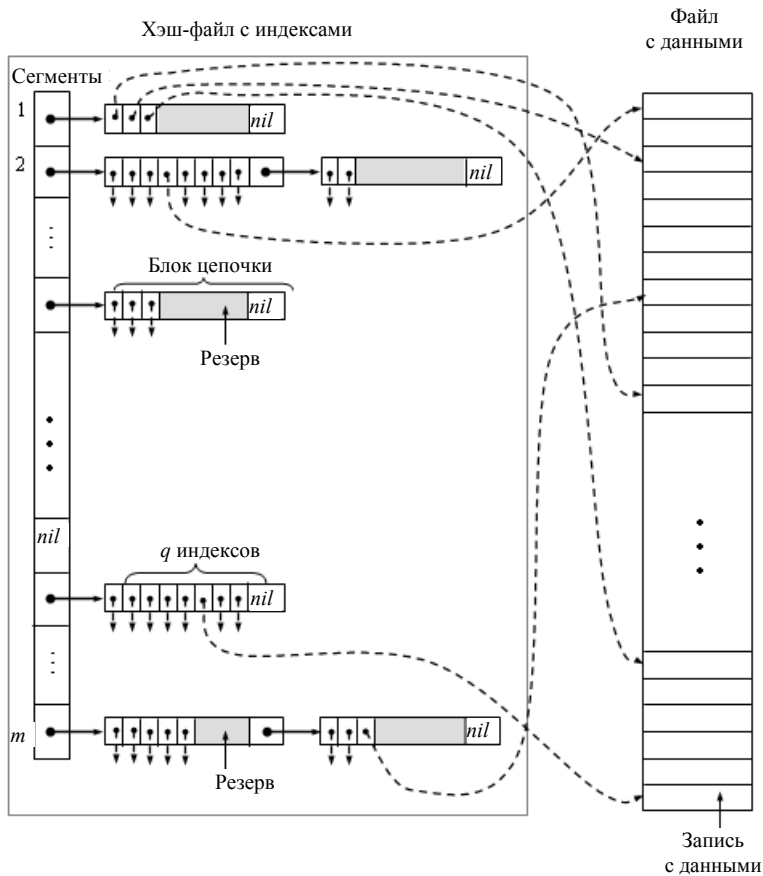 Хэш-файл с индексами
Файл
с данными
Сегменты
1
nil
2
nil
Блок цепочки
nil
Резерв
nil
q индексов
nil
m
nil
Резерв
Запись
с данными